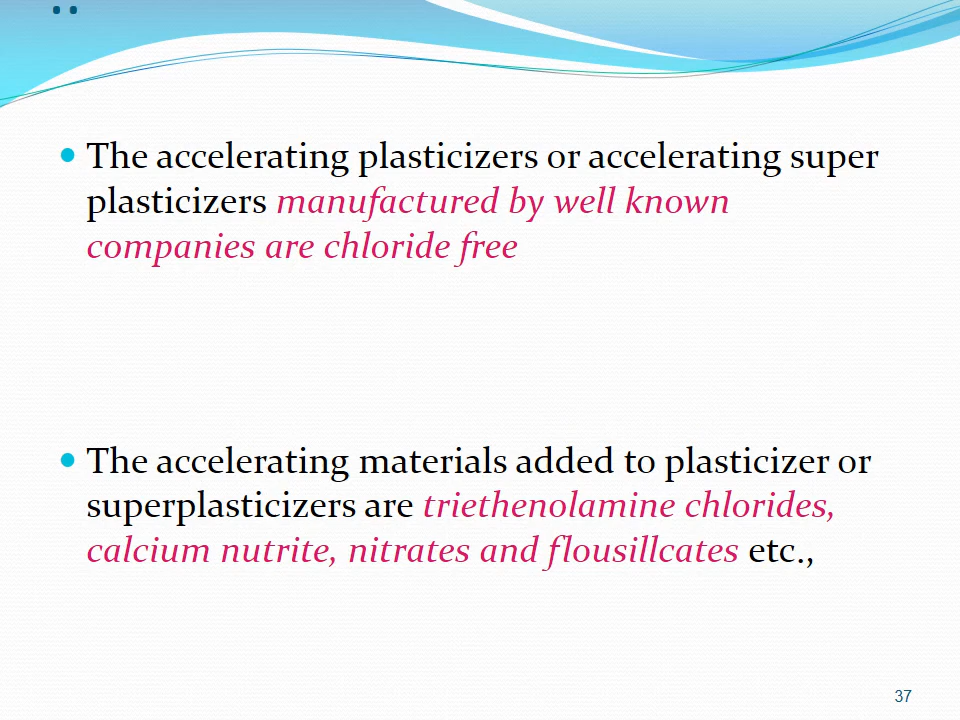 ..
• The accelerating plasticizers or accelerating super
plasticizers manufactured by well known
companies are chloride free
• The accelerating materials added to plasticizer or
superplasticizers are triethenolamine chlorides,
calcium nutrite, nitrates and flousillcates etc.,
37